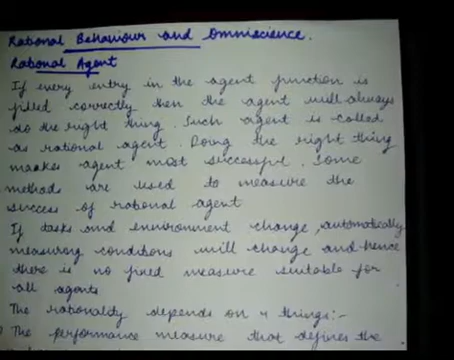 Rational Behaviour and Omniscience.
Rational Agent
If every entry in the agent function is
filled correctly then the agent will always
do the right thing. Such agent is called
as rational agent. Doing the right thing
makes agent most successful. Some
methods are used to measure the
success of rational agent
If tasks and environment change, automatically
measuring conditions will change and hence
there is no fixed measure suitable for
all agents
The rationality depends on 4 things:-
The performance measure that defines the